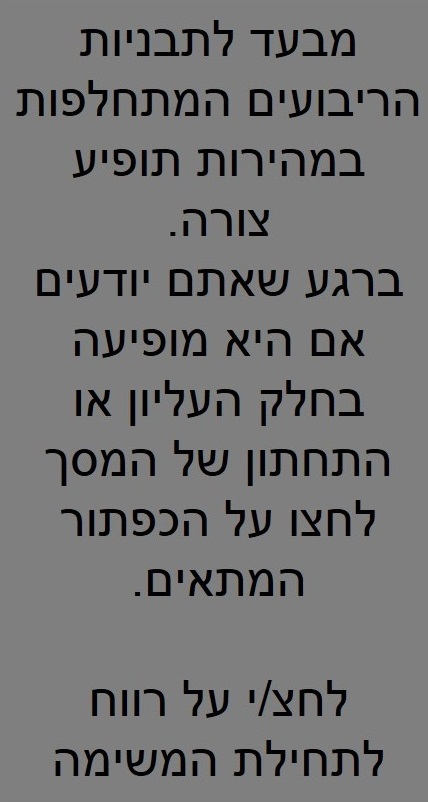 מבעד לתבניות
הריבועים המתחלפות
במהירות תופיע
צורה.
ברגע שאתם יודעים
אם היא מופיעה
בחלק העליון או
התחתון של המסך
לחצו על הכפתור
המתאים.
לחצ/י על רווח
לתחילת המשימה